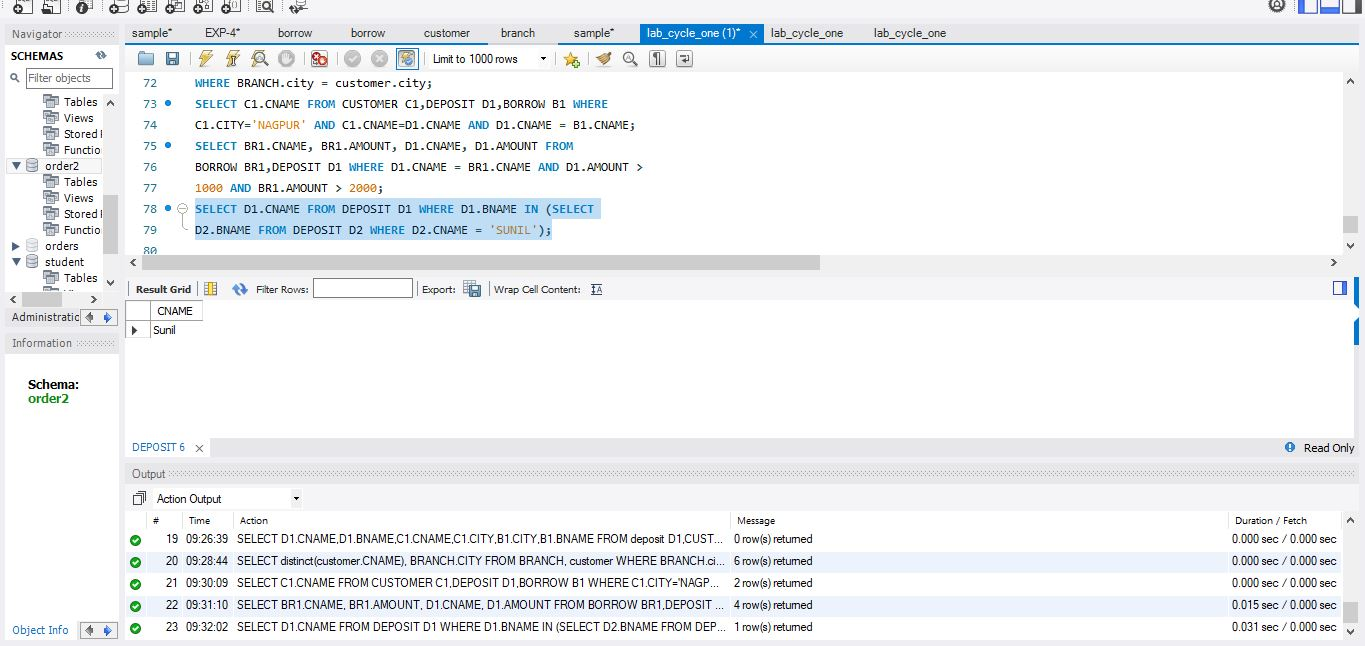 Navigator
sample* EXP-4* borrow borrow customer branch sample* lab_cycle_one (1)* lab_cycle_one lab_cycle_one
SCHEMAS
Filter objects
Tables
Views
Stored
Functio
order2
Tables
Views
Stored
Functio
orders
student
Tables
Administratio
Information
Schema:
order2
Object Info
Limit to 1000 rows
72 WHERE BRANCH.city = customer.city;
73 SELECT C1.CNAME FROM CUSTOMER C1,DEPOSIT D1,BORROW B1 WHERE
74 C1.CITY='NAGPUR' AND C1.CNAME=D1.CNAME AND D1.CNAME = B1.CNAME;
75 SELECT BR1.CNAME, BR1.AMOUNT, D1.CNAME, D1.AMOUNT FROM
76 BORROW BR1,DEPOSIT D1 WHERE D1.CNAME = BR1.CNAME AND D1.AMOUNT >
77 1000 AND BR1.AMOUNT > 2000;
78 SELECT D1.CNAME FROM DEPOSIT D1 WHERE D1.BNAME IN (SELECT
79 D2.BNAME FROM DEPOSIT D2 WHERE D2.CNAME = 'SUNIL');
80
Result Grid Filter Rows: Export: Wrap Cell Content:
CNAME
Sunil
DEPOSIT 6 Read Only
Output
Action Output
# Time Action Message Duration / Fetch
19 09:26:39 SELECT D1.CNAME,D1.BNAME,C1.CNAME,C1.CITY,B1.CITY,B1.BNAME FROM deposit D1,CUST... 0 row(s) returned 0.000 sec / 0.000 sec
20 09:28:44 SELECT distinct(customer.CNAME), BRANCH.CITY FROM BRANCH, customer WHERE BRANCH.ci... 6 row(s) returned 0.000 sec / 0.000 sec
21 09:30:09 SELECT C1.CNAME FROM CUSTOMER C1,DEPOSIT D1,BORROW B1 WHERE C1.CITY='NAGP... 2 row(s) returned 0.000 sec / 0.000 sec
22 09:31:10 SELECT BR1.CNAME, BR1.AMOUNT, D1.CNAME, D1.AMOUNT FROM BORROW BR1,DEPOSIT ... 4 row(s) returned 0.015 sec / 0.000 sec
23 09:32:02 SELECT D1.CNAME FROM DEPOSIT D1 WHERE D1.BNAME IN (SELECT D2.BNAME FROM DEP... 1 row(s) returned 0.031 sec / 0.000 sec